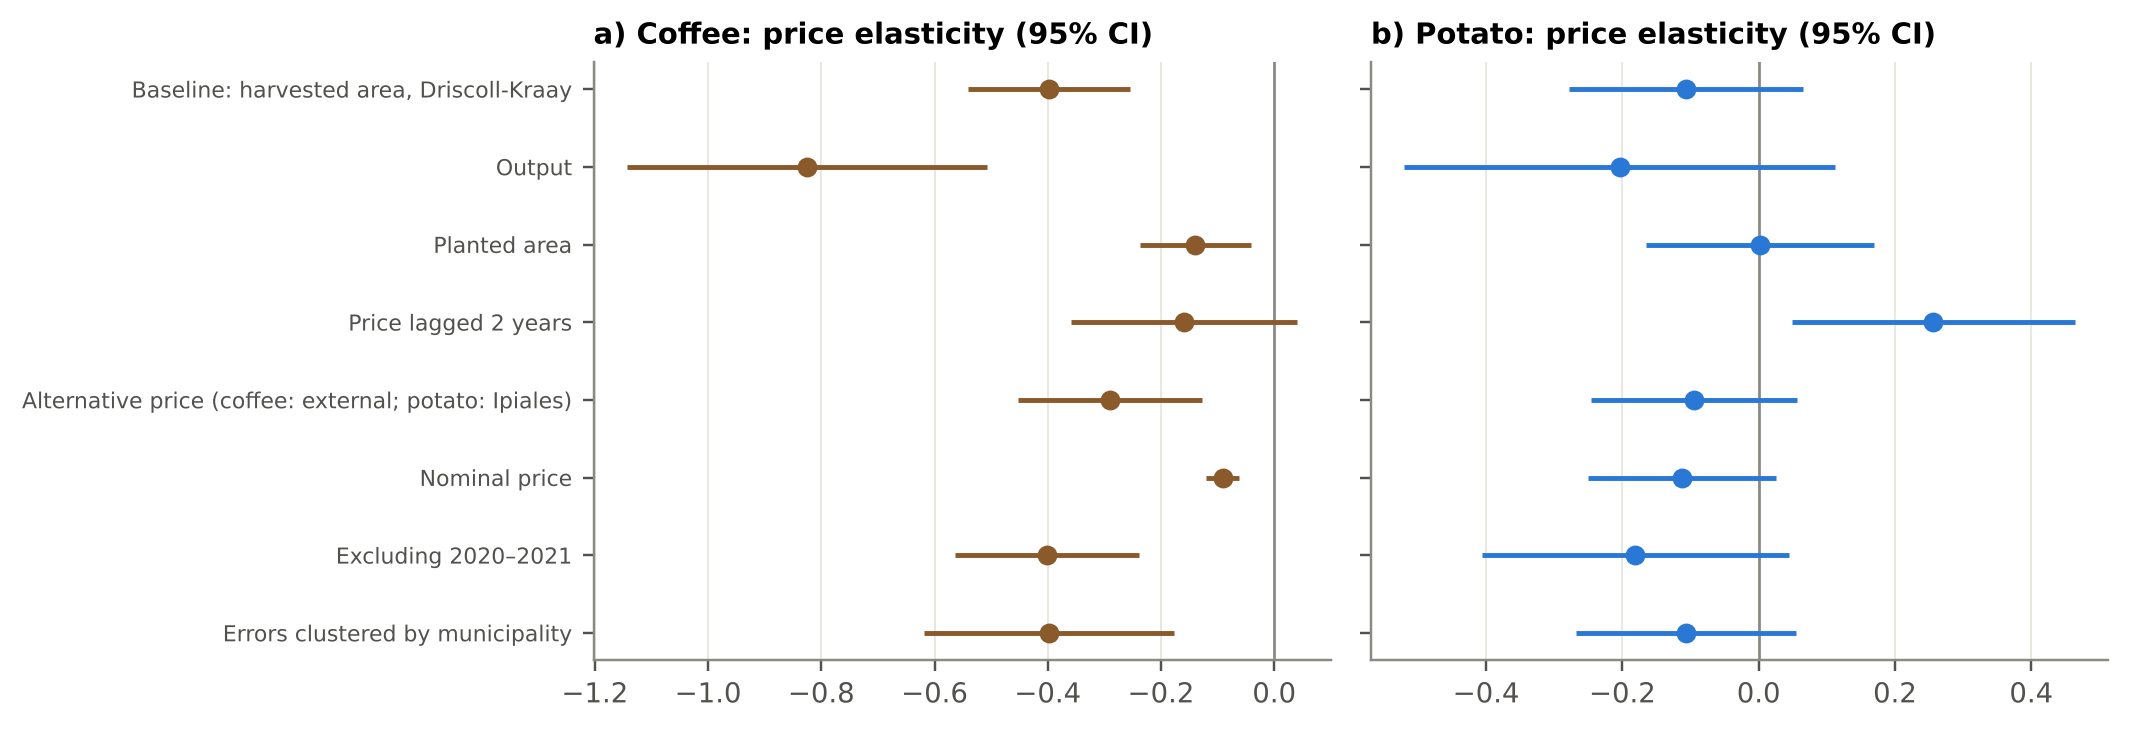 a) Coffee: price elasticity (95% CI)
b) Potato: price elasticity (95% CI)
Baseline: harvested area, Driscoll-Kraay
Output
Planted area
Price lagged 2 years
Alternative price (coffee: external; potato: Ipiales)
Nominal price
Excluding 2020–2021
Errors clustered by municipality
−1.2 −1.0 −0.8 −0.6 −0.4 −0.2 0.0
−0.4 −0.2 0.0 0.2 0.4